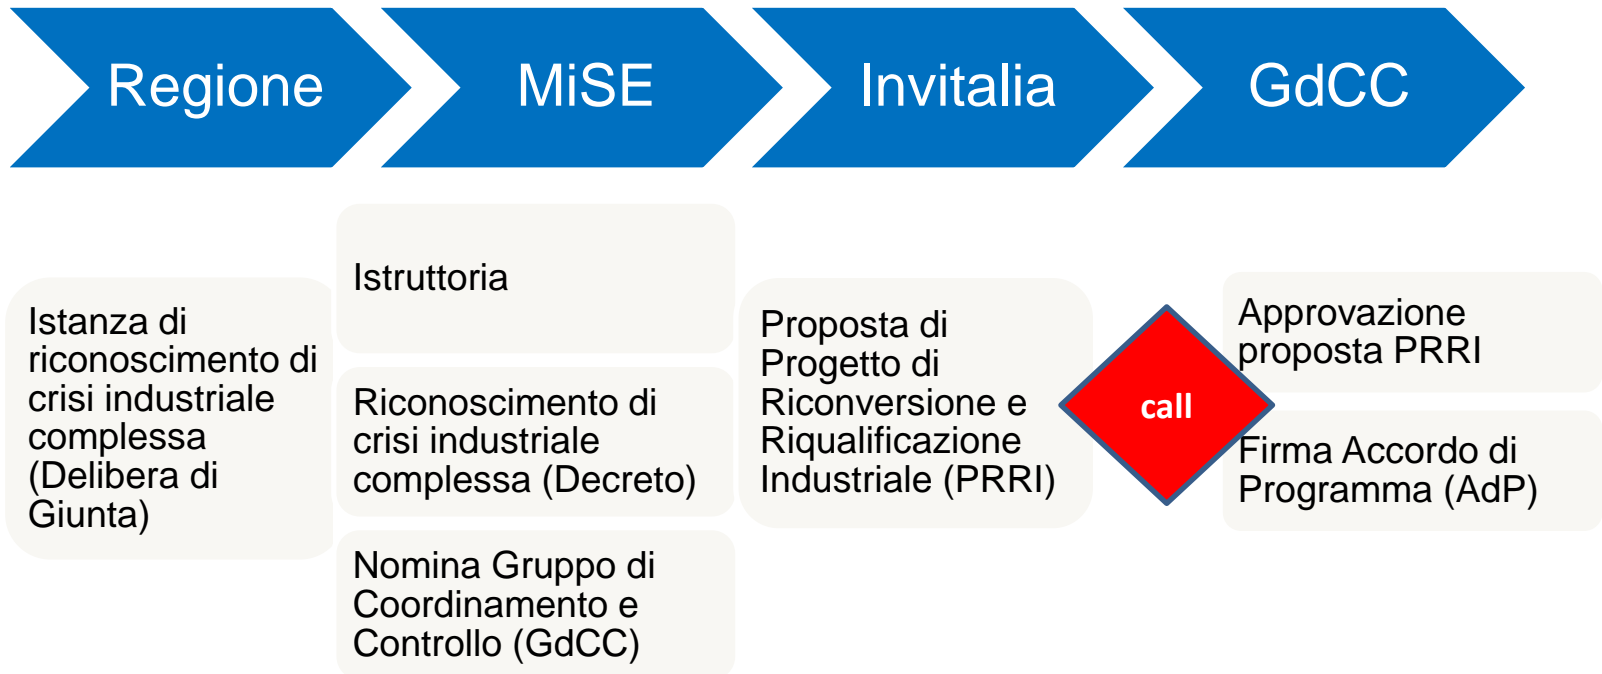 Regione
MiSE
Invitalia
GdCC
Istanza di
riconoscimento di
crisi industriale
complessa
(Delibera di
Giunta)
Istruttoria
Riconoscimento di
crisi industriale
complessa (Decreto)
Nomina Gruppo di
Coordinamento e
Controllo (GdCC)
Proposta di
Progetto di
Riconversione e
Riqualificazione
Industriale (PRRI)
call
Approvazione
proposta PRRI
Firma Accordo di
Programma (AdP)